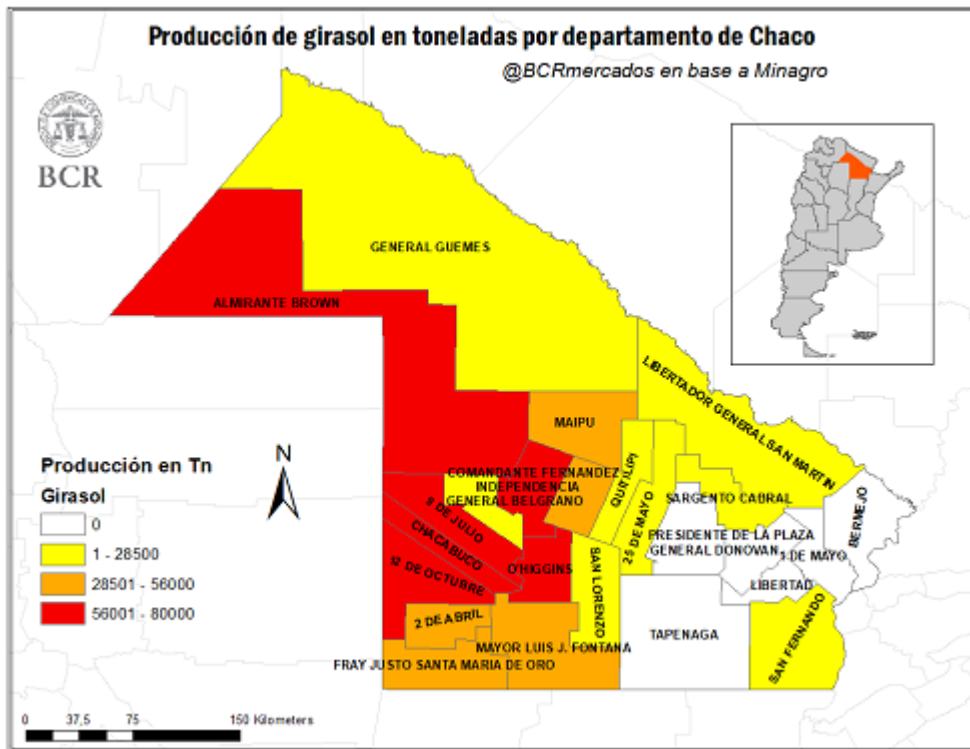 Producción de girasol en toneladas por departamento de Chaco
@BCRmercados en base a Minagro
BCR
GENERAL GUEMES
ALMIRANTE BROWN
LIBERTADOR GENERAL SAN MARTIN
MAIPU
COMANDANTE FERNANDEZ
INDEPENDENCIA
GENERAL BELGRANO
QUITILIPI
25 DE MAYO
SARGENTO CABRAL
BERMEJO
PRESIDENTE DE LA PLAZA
GENERAL DONOVAN
1 DE MAYO
LIBERTAD
9 DE JULIO
CHACABUCO
12 DE OCTUBRE
O'HIGGINS
SAN LORENZO
2 DE ABRIL
MAYOR LUIS J. FONTANA
FRAY JUSTO SANTA MARIA DE ORO
TAPENAGA
SAN FERNANDO
N
Producción en Tn
Girasol
0
1 - 28500
28501 - 56000
56001 - 80000
0 37,5 75 150 Kilometers